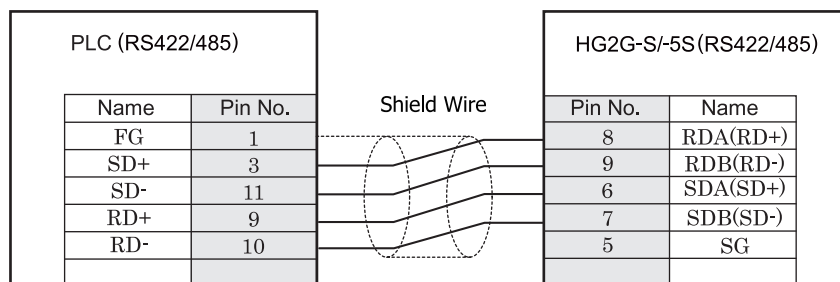 PLC (RS422/485)
HG2G-S/-5S(RS422/485)
Shield Wire
Name Pin No.
FG 1
SD+ 3
SD- 11
RD+ 9
RD- 10
Pin No. Name
8 RDA(RD+)
9 RDB(RD-)
6 SDA(SD+)
7 SDB(SD-)
5 SG